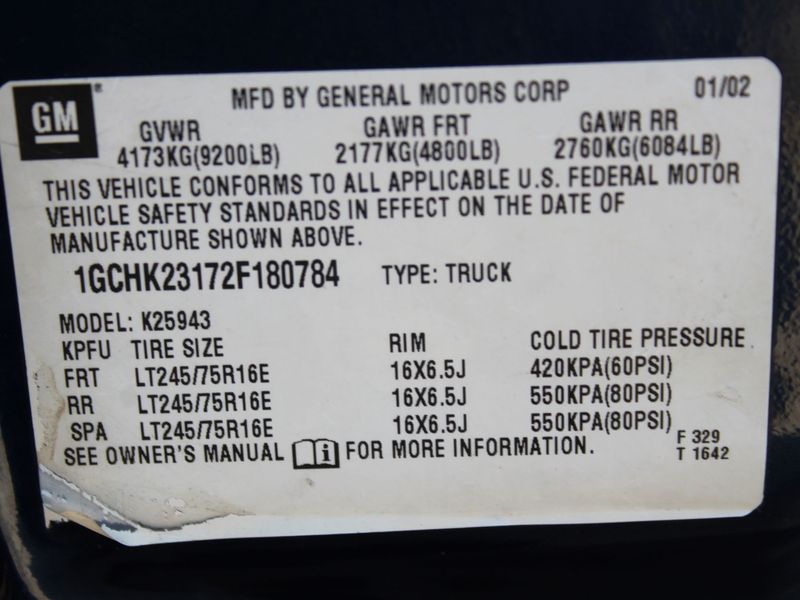 GM®
MFD BY GENERAL MOTORS CORP 01/02
GVWR GAWR FRT GAWR RR
4173KG(9200LB) 2177KG(4800LB) 2760KG(6084LB)
THIS VEHICLE CONFORMS TO ALL APPLICABLE U.S. FEDERAL MOTOR
VEHICLE SAFETY STANDARDS IN EFFECT ON THE DATE OF
MANUFACTURE SHOWN ABOVE.
1GCHK23172F180784 TYPE: TRUCK
MODEL: K25943
KPFU TIRE SIZE RIM COLD TIRE PRESSURE
FRT LT245/75R16E 16X6.5J 420KPA(60PSI)
RR LT245/75R16E 16X6.5J 550KPA(80PSI)
SPA LT245/75R16E 16X6.5J 550KPA(80PSI)
SEE OWNER'S MANUAL i FOR MORE INFORMATION.
F 329
T 1642